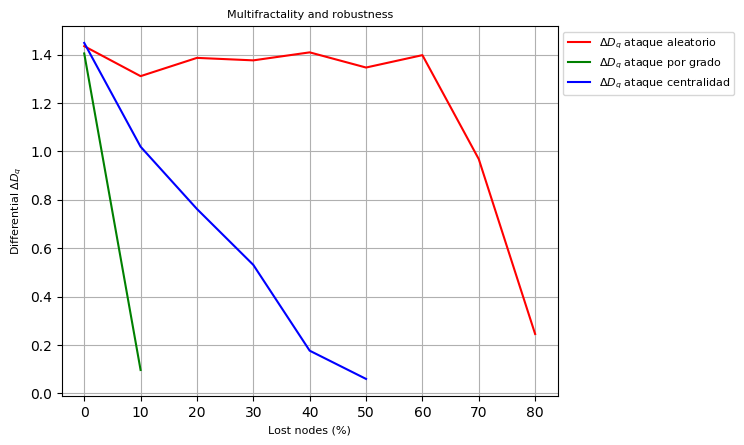 Multifractality and robustness
ΔD_q ataque aleatorio
ΔD_q ataque por grado
ΔD_q ataque centralidad
Differential ΔD_q
1.4
1.2
1.0
0.8
0.6
0.4
0.2
0.0
0 10 20 30 40 50 60 70 80
Lost nodes (%)